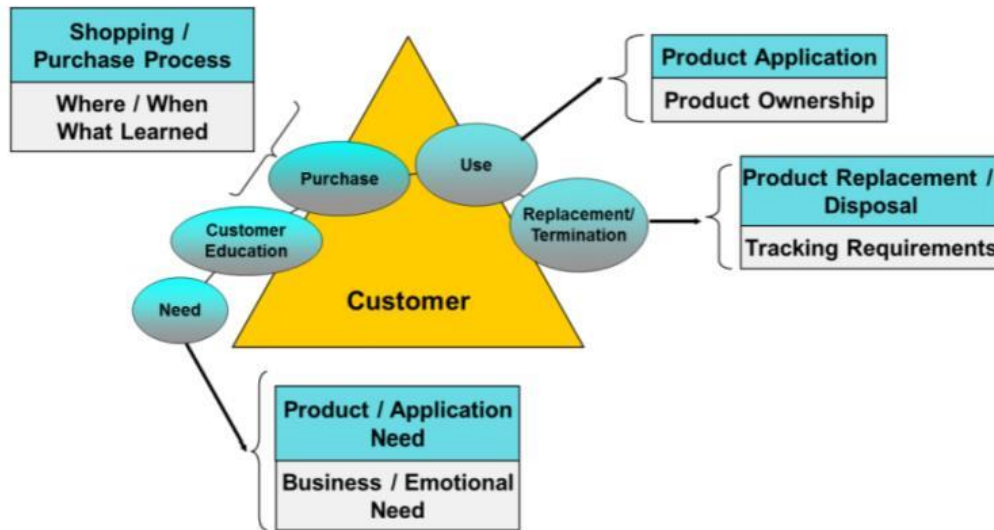 Shopping /
Purchase Process
Where / When
What Learned
Product Application
Product Ownership
Purchase
Use
Product Replacement /
Disposal
Tracking Requirements
Replacement/
Termination
Customer
Education
Need
Customer
Product / Application
Need
Business / Emotional
Need